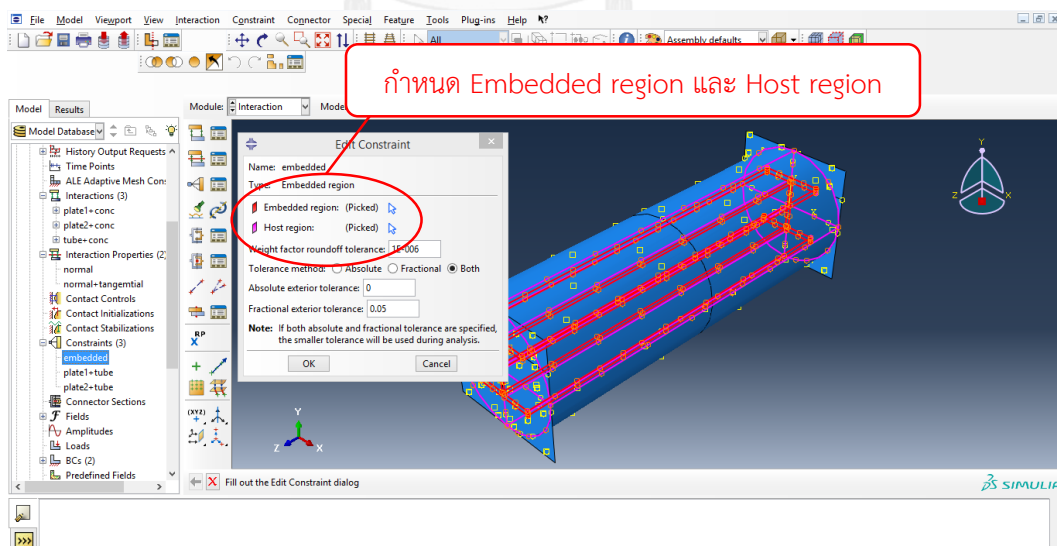 File Model Viewport View Interaction Constraint Connector Special Feature Tools Plug-ins Help
All
Assembly defaults
กำหนด Embedded region และ Host region
Model Results
Module: Interaction
Model Database
History Output Requests
Time Points
ALE Adaptive Mesh Cons
Interactions (3)
plate1+conc
plate2+conc
tube+conc
Interaction Properties (2)
normal
normal+tangemtial
Contact Controls
Contact Initializations
Contact Stabilizations
Constraints (3)
embedded
plate1+tube
plate2+tube
Connector Sections
Fields
Amplitudes
Loads
BCs (2)
Predefined Fields
RP
(XYZ)
Edit Constraint
Name: embedded
Type: Embedded region
Embedded region: (Picked)
Host region: (Picked)
Weight factor roundoff tolerance: 1E-006
Tolerance method: Absolute Fractional Both
Absolute exterior tolerance: 0
Fractional exterior tolerance: 0.05
Note: If both absolute and fractional tolerance are specified,
the smaller tolerance will be used during analysis.
OK Cancel
Y
Z X
Y
Z X
Fill out the Edit Constraint dialog
SIMULIA
>>>